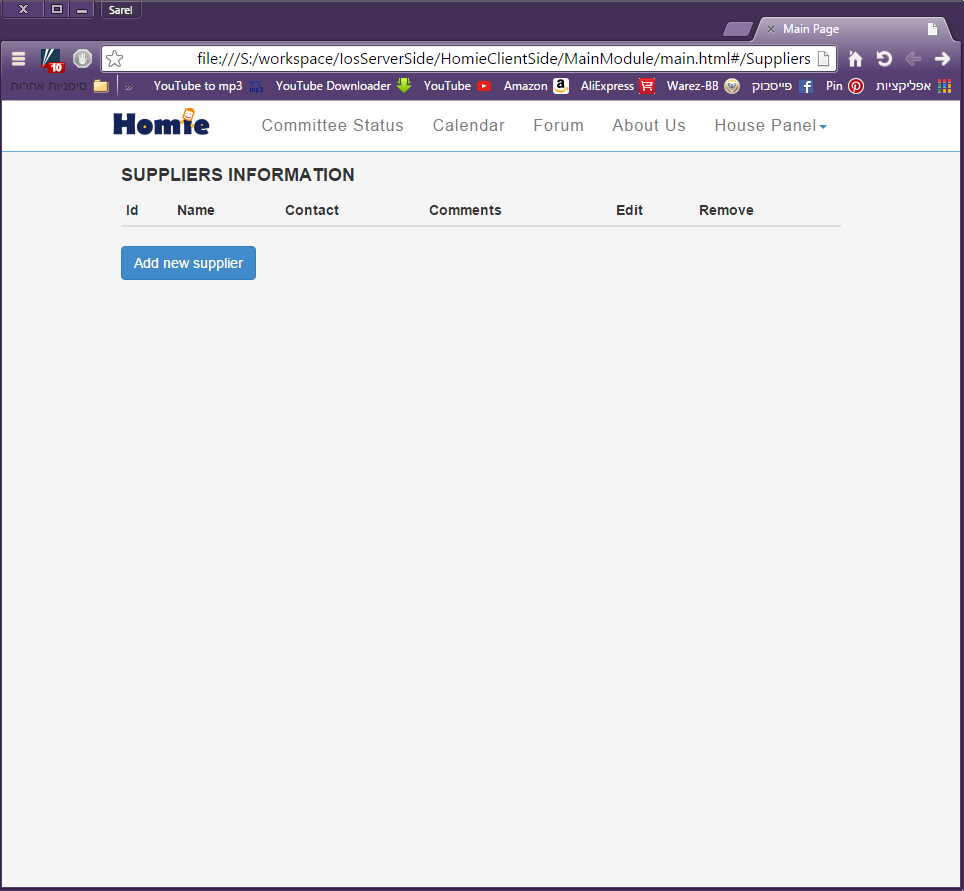 Sarel
Main Page
file:///S:/workspace/IosServerSide/HomieClientSide/MainModule/main.html#/Suppliers
10
סימניות אחרות » YouTube to mp3 YT mp3 YouTube Downloader YouTube Amazon a AliExpress Warez-BB פייסבוק f Pin אפליקציות
Homie Committee Status Calendar Forum About Us House Panel
SUPPLIERS INFORMATION
Id Name Contact Comments Edit Remove
Add new supplier